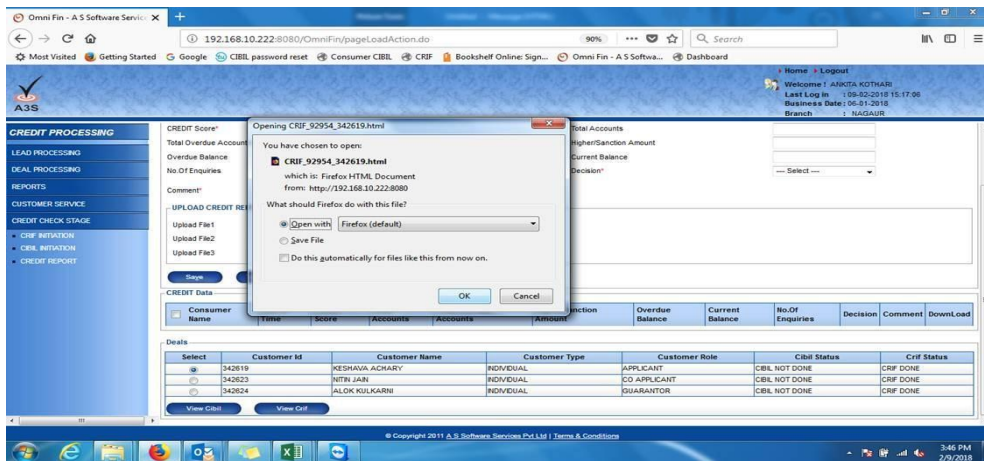 Omni Fin - A S Software Servic
192.168.10.222:8080/OmniFin/pageLoadAction.do
90%
Search
Most Visited Getting Started Google CIBIL password reset Consumer CIBIL CRIF Bookshelf Online: Sign... Omni Fin - A S Softwa... Dashboard
A3S
Home Logout
Welcome : ANKITA KOTHARI
Last Log in : 09-02-2018 15:17:06
Business Date : 06-01-2018
Branch : NAGAUR
CREDIT PROCESSING
LEAD PROCESSING
DEAL PROCESSING
REPORTS
CUSTOMER SERVICE
CREDIT CHECK STAGE
CRIF INITIATION
CIBIL INITIATION
CREDIT REPORT
CREDIT Score*
Total Accounts
Total Overdue Account
Higher/Sanction Amount
Overdue Balance
Current Balance
No.Of Enquiries
Decision*
--- Select ---
Comment*
UPLOAD CREDIT RE
Upload File1
Upload File2
Upload File3
Save
Opening CRIF_92954_342619.html
You have chosen to open:
CRIF_92954_342619.html
which is: Firefox HTML Document
from: http://192.168.10.222:8080
What should Firefox do with this file?
Open with Firefox (default)
Save File
Do this automatically for files like this from now on.
OK Cancel
CREDIT Data
Consumer Name Time Score Accounts Accounts Amount Overdue Balance Current Balance No.Of Enquiries Decision Comment DownLoad
Deals
Select Customer Id Customer Name Customer Type Customer Role Cibil Status Crif Status
342619 KESHAVA ACHARY INDIVIDUAL APPLICANT CIBIL NOT DONE CRIF DONE
342623 NITIN JAIN INDIVIDUAL CO APPLICANT CIBIL NOT DONE CRIF DONE
342624 ALOK KULKARNI INDIVIDUAL GUARANTOR CIBIL NOT DONE CRIF DONE
View Cibil View Crif
© Copyright 2011 A.S Software Services Pvt Ltd | Terms & Conditions
3:46 PM
2/9/2018